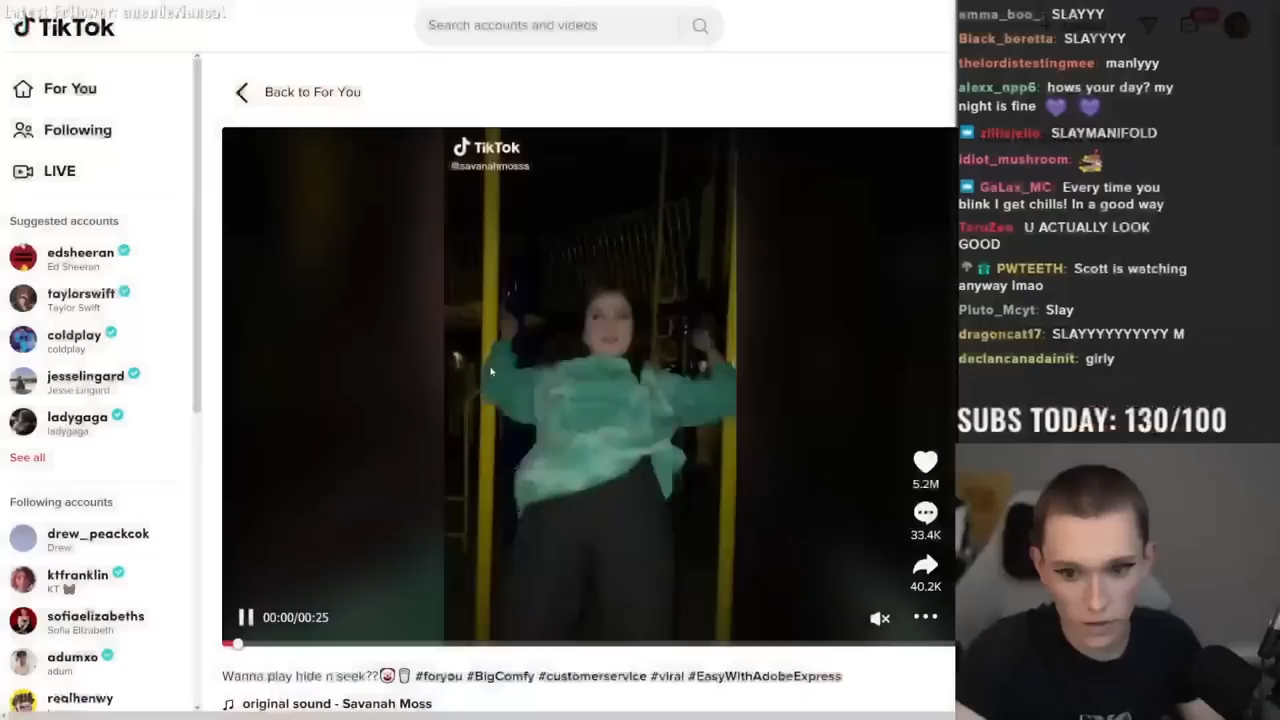 Latest Follower:
TikTok
Search accounts and videos
For You
Following
LIVE
Suggested accounts
edsheeran
Ed Sheeran
taylorswift
Taylor Swift
coldplay
coldplay
jesselingard
Jesse Lingard
ladygaga
ladygaga
See all
Following accounts
drew_peackcok
Drew
ktfranklin
KT
sofiaelizabeths
Sofia Elizabeth
adumxo
adum
realhenwy
Back to For You
TikTok
@savanahmosss
5.2M
33.4K
40.2K
00:00/00:25
Wanna play hide n seek?? #foryou #BigComfy #customerservice #viral #EasyWithAdobeExpress
original sound - Savanah Moss
emma_boo_: SLAYYY
Black_beretta: SLAYYYY
thelordistestingmee: manlyyy
alexx_npp6: hows your day? my
night is fine
SLAYMANIFOLD
idiot_mushroom:
GaLax_MC: Every time you
blink I get chills! In a good way
TaruZen U ACTUALLY LOOK
GOOD
PWTEETH: Scott is watching
anyway lmao
Pluto_Mcyt: Slay
dragoncat17: SLAYYYYYYYYY M
declancanadainit: girly
SUBS TODAY: 130/100